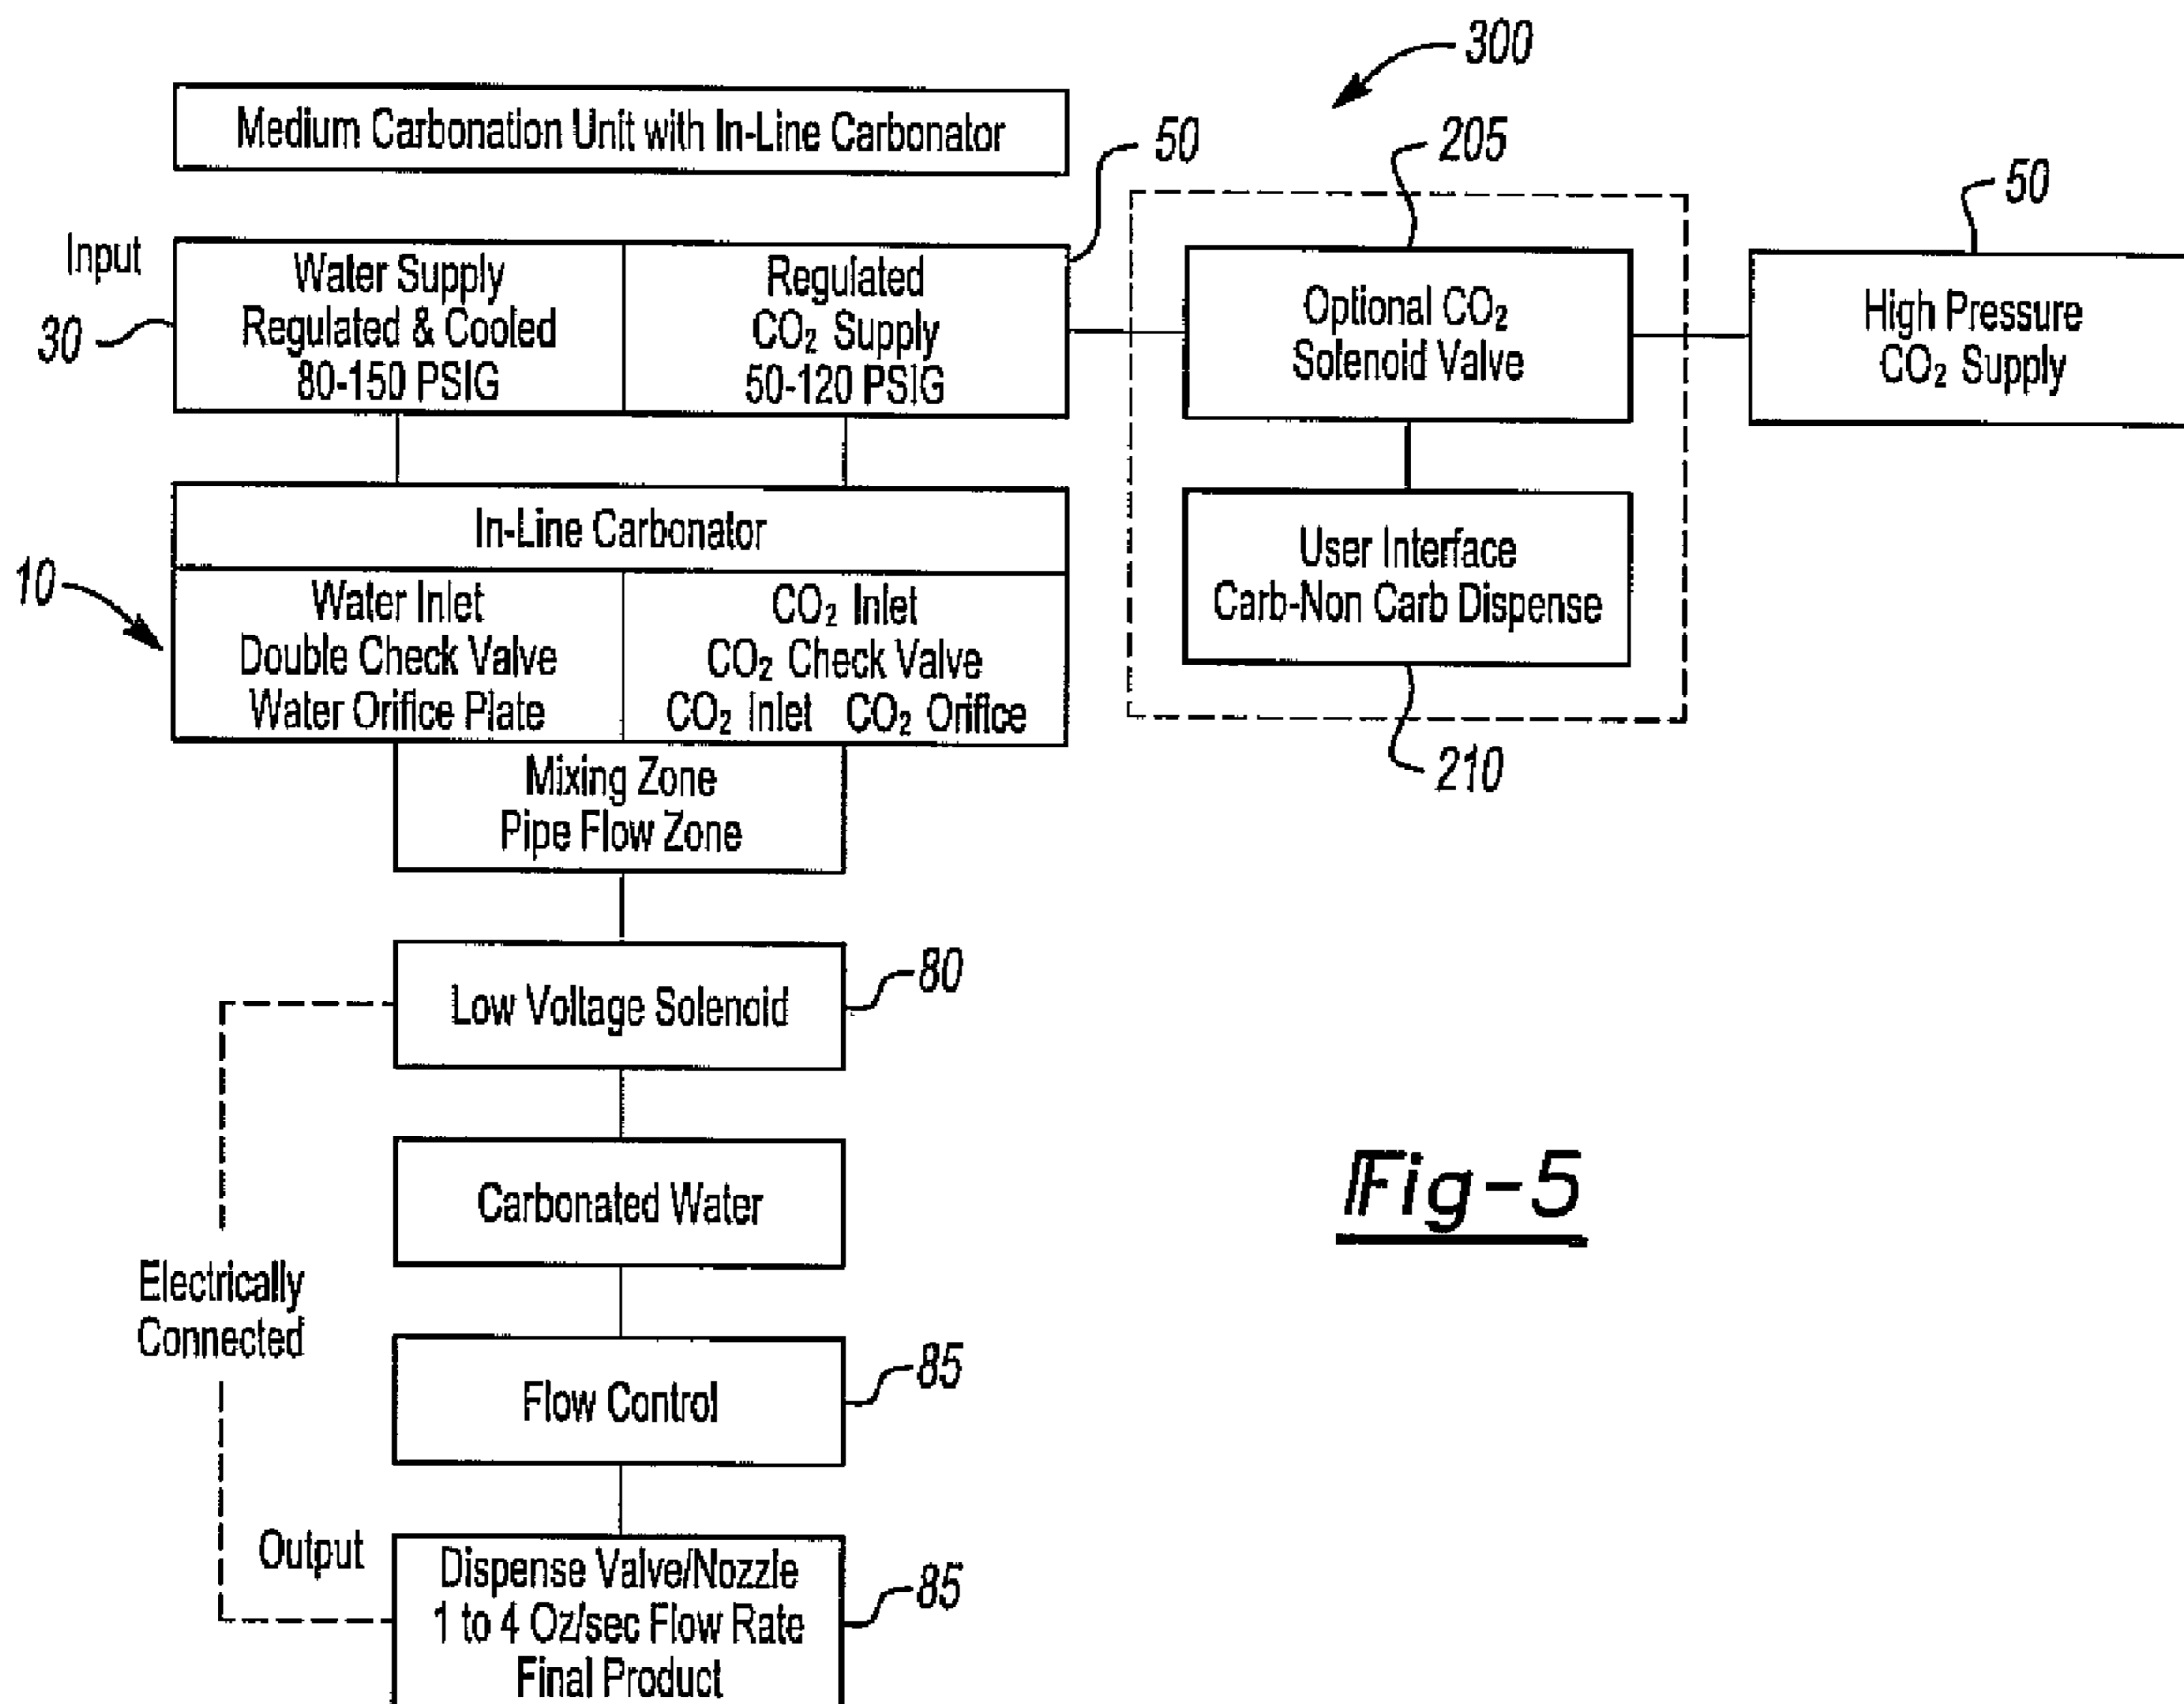 300
Medium Carbonation Unit with In-Line Carbonator
50
205
50
Input
30
Water Supply
Regulated & Cooled
80-150 PSIG
Regulated
CO₂ Supply
50-120 PSIG
Optional CO₂
Solenoid Valve
High Pressure
CO₂ Supply
In-Line Carbonator
10
Water Inlet
Double Check Valve
Water Orifice Plate
CO₂ Inlet
CO₂ Check Valve
CO₂ Inlet CO₂ Orifice
User Interface
Carb-Non Carb Dispense
210
Mixing Zone
Pipe Flow Zone
Low Voltage Solenoid
80
Carbonated Water
Electrically
Connected
Flow Control
85
Output
Dispense Valve/Nozzle
1 to 4 Oz/sec Flow Rate
Final Product
85
Fig-5